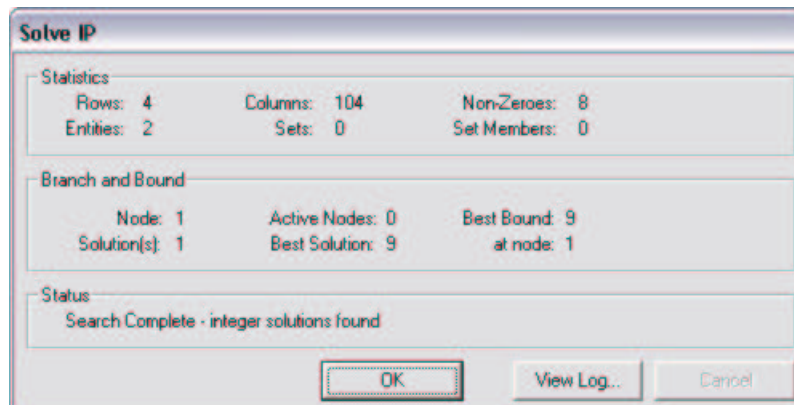 Solve IP
Statistics
Rows: 4 Columns: 104 Non-Zeroes: 8
Entities: 2 Sets: 0 Set Members: 0
Branch and Bound
Node: 1 Active Nodes: 0 Best Bound: 9
Solution(s): 1 Best Solution: 9 at node: 1
Status
Search Complete - integer solutions found
OK View Log... Cancel